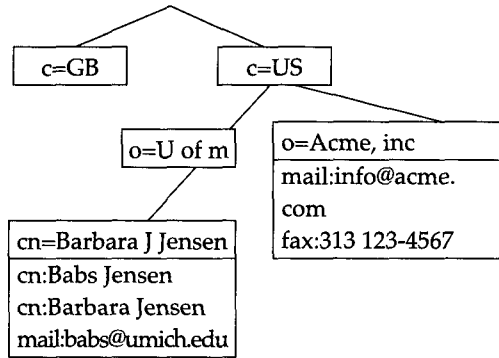 c=GB
c=US
o=U of m
o=Acme, inc
mail:info@acme.
com
fax:313 123-4567
cn=Barbara J Jensen
cn:Babs Jensen
cn:Barbara Jensen
mail:babs@umich.edu